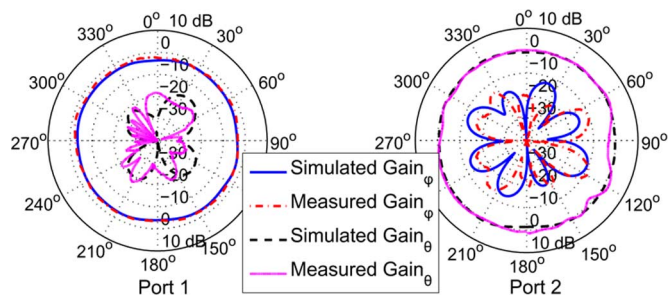 0° 10 dB
330° 30°
300° 60°
270° 90°
240°
210° 150°
180°
0
−10
−20
−30
−30
−20
−10
0
10 dB
Port 1
0° 10 dB
330° 30°
300° 60°
270° 90°
240° 120°
210° 150°
180°
0
−10
−20
−30
−30
−20
−10
0
10 dB
Port 2
Simulated Gainφ
Measured Gainφ
Simulated Gainθ
Measured Gainθ